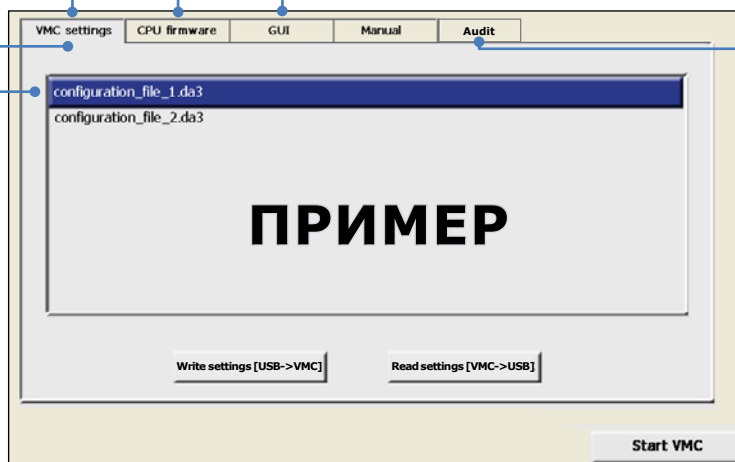 VMC settings CPU firmware GUI Manual Audit
configuration_file_1.da3
configuration_file_2.da3
ПРИМЕР
Write settings [USB->VMC] Read settings [VMC->USB]
Start VMC